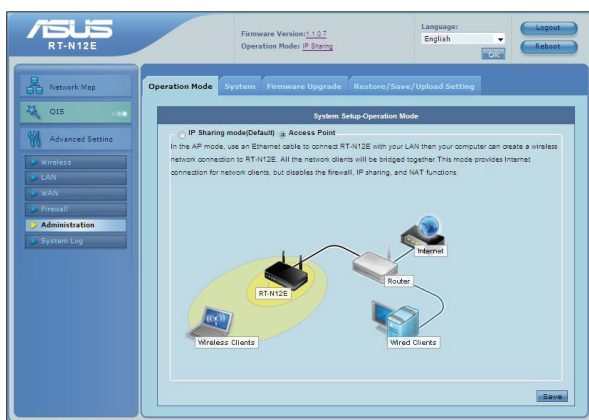 ASUS
RT-N12E
Firmware Version:1.1.0.7
Operation Mode: IP Sharing
Language:
English
OK
Logout
Reboot
Network Map
QIS
Advanced Setting
Wireless
LAN
WAN
Firewall
Administration
System Log
Operation Mode System Firmware Upgrade Restore/Save/Upload Setting
System Setup-Operation Mode
IP Sharing mode(Default) Access Point
In the AP mode, use an Ethernet cable to connect RT-N12E with your LAN then your computer can create a wireless
network connection to RT-N12E. All the network clients will be bridged together. This mode provides Internet
connection for network clients, but disables the firewall, IP sharing, and NAT functions.
Internet
Router
RT-N12E
Wireless Clients
Wired Clients
Save